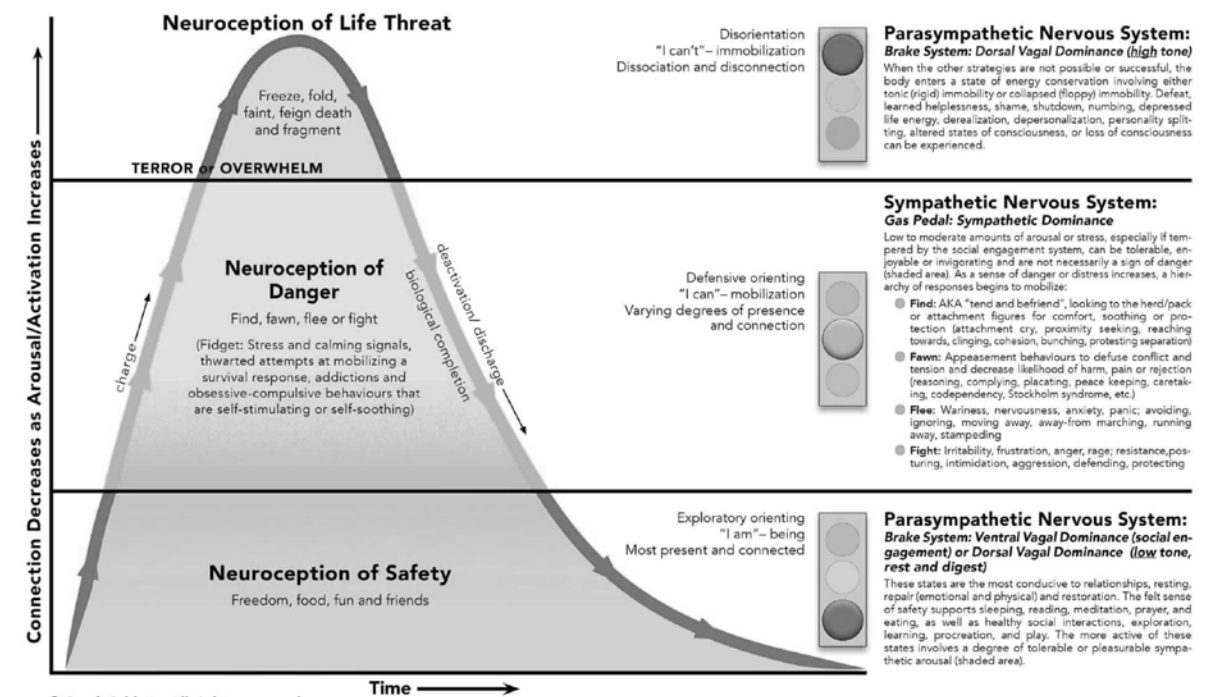 Neuroception of Life Threat
Freeze, fold,
faint, feign death
and fragment
TERROR or OVERWHELM
Connection Decreases as Arousal/Activation Increases
charge
Neuroception of
Danger
Find, fawn, flee or fight
(Fidget: Stress and calming signals,
thwarted attempts at mobilizing a
survival response, addictions and
obsessive-compulsive behaviours that
are self-stimulating or self-soothing)
deactivation/ discharge
biological completion
Neuroception of Safety
Freedom, food, fun and friends
Time
Disorientation
"I can't"– immobilization
Dissociation and disconnection
Parasympathetic Nervous System:
Brake System: Dorsal Vagal Dominance (high tone)
When the other strategies are not possible or successful, the
body enters a state of energy conservation involving either
tonic (rigid) immobility or collapsed (floppy) immobility. Defeat,
learned helplessness, shame, shutdown, numbing, depressed
life energy, derealization, depersonalization, personality split-
ting, altered states of consciousness, or loss of consciousness
can be experienced.
Defensive orienting
"I can"– mobilization
Varying degrees of presence
and connection
Sympathetic Nervous System:
Gas Pedal: Sympathetic Dominance
Low to moderate amounts of arousal or stress, especially if tem-
pered by the social engagement system, can be tolerable, en-
joyable or invigorating and are not necessarily a sign of danger
(shaded area). As a sense of danger or distress increases, a hier-
archy of responses begins to mobilize:
Find: AKA "tend and befriend", looking to the herd/pack
or attachment figures for comfort, soothing or pro-
tection (attachment cry, proximity seeking, reaching
towards, clinging, cohesion, bunching, protesting separation)
Fawn: Appeasement behaviours to defuse conflict and
tension and decrease likelihood of harm, pain or rejection
(reasoning, complying, placating, peace keeping, caretak-
ing, codependency, Stockholm syndrome, etc.)
Flee: Wariness, nervousness, anxiety, panic; avoiding,
ignoring, moving away, away-from marching, running
away, stampeding
Fight: Irritability, frustration, anger, rage; resistance,pos-
turing, intimidation, aggression, defending, protecting
Exploratory orienting
"I am"– being
Most present and connected
Parasympathetic Nervous System:
Brake System: Ventral Vagal Dominance (social en-
gagement) or Dorsal Vagal Dominance (low tone,
rest and digest)
These states are the most conducive to relationships, resting,
repair (emotional and physical) and restoration. The felt sense
of safety supports sleeping, reading, meditation, prayer, and
eating, as well as healthy social interactions, exploration,
learning, procreation, and play. The more active of these
states involves a degree of tolerable or pleasurable sympa-
thetic arousal (shaded area).